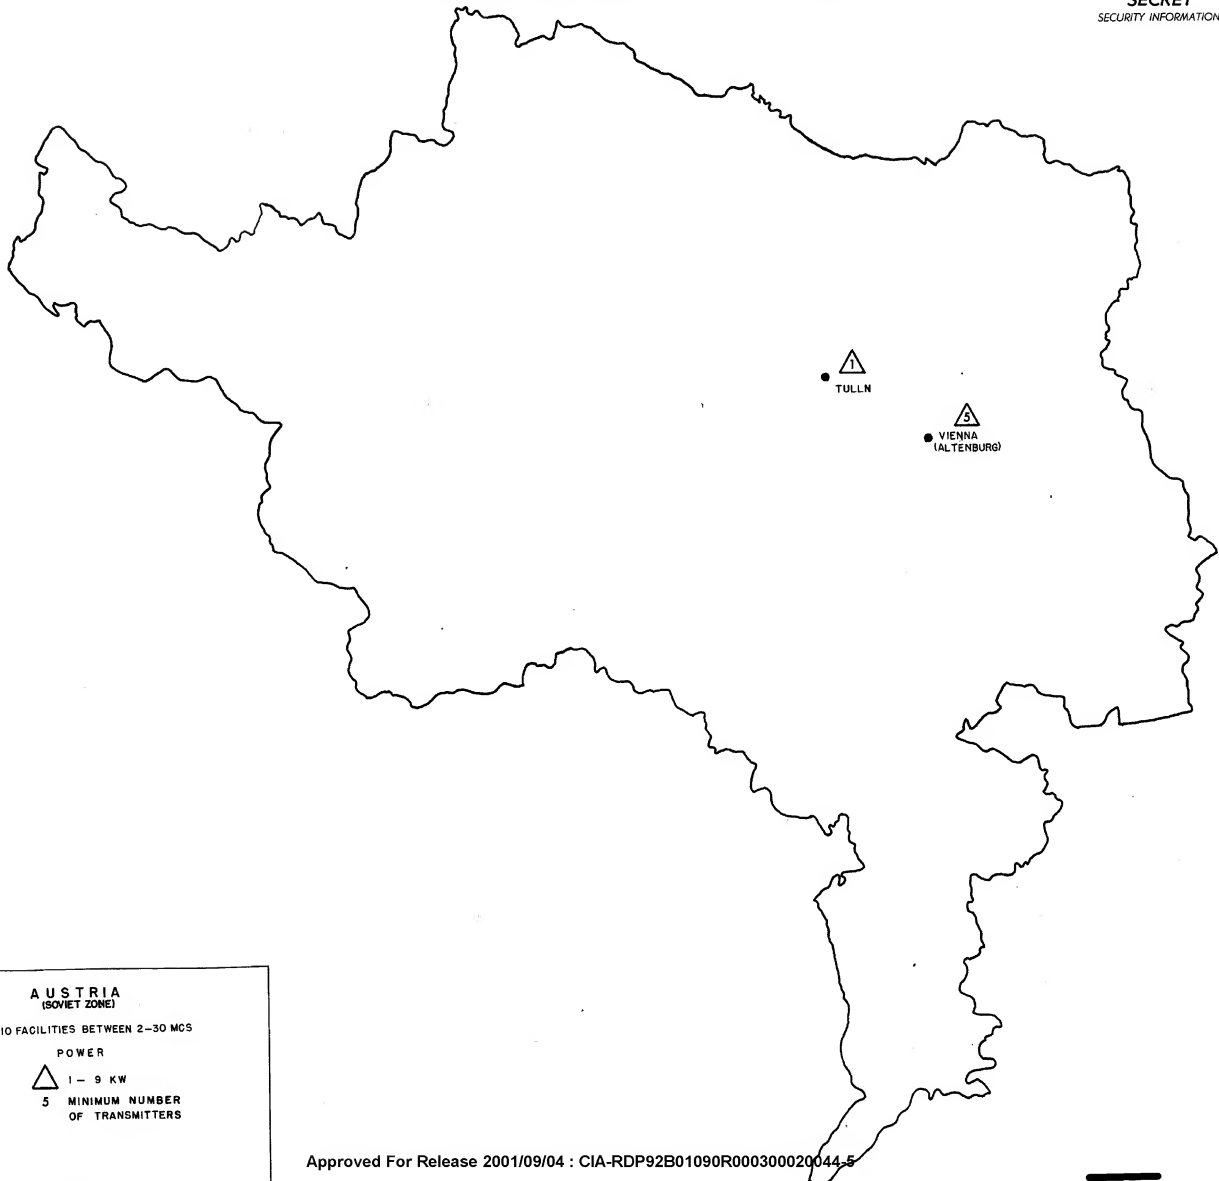 SECRET
SECURITY INFORMATION
1
TULLN
5
VIENNA
(ALTENBURG)
AUSTRIA
(SOVIET ZONE)
IO FACILITIES BETWEEN 2-30 MCS
POWER
1 - 9 KW
5 MINIMUM NUMBER
OF TRANSMITTERS
Approved For Release 2001/09/04 : CIA-RDP92B01090R000300020044-5